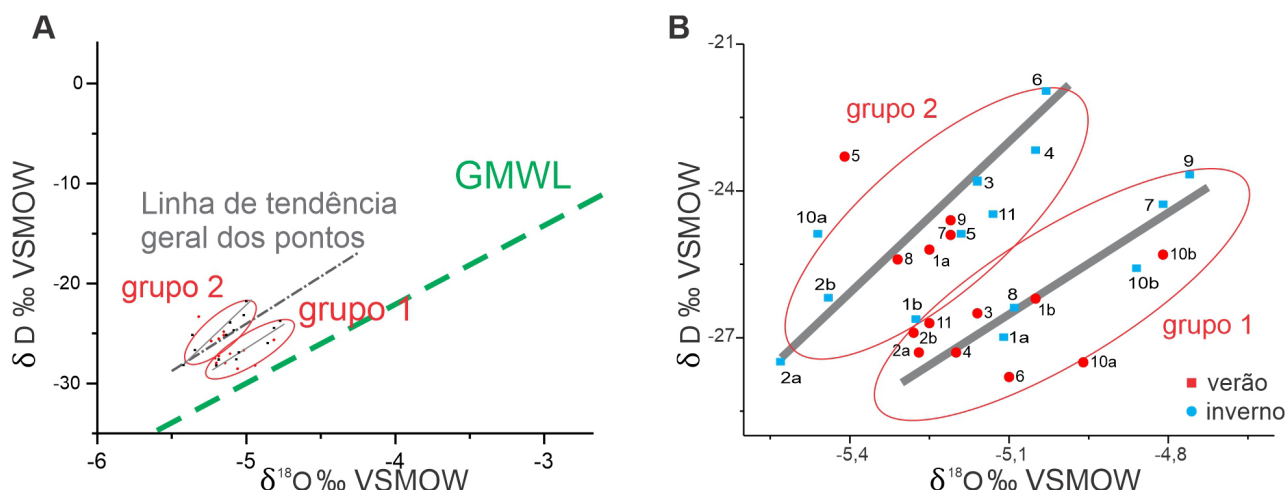 A
0
-10
-20
-30
-6
-5
-4
-3
δ D ‰ VSMOW
δ¹⁸O ‰ VSMOW
GMWL
Linha de tendência
geral dos pontos
grupo 2
grupo 1
B
-21
-24
-27
-5,4
-5,1
-4,8
δ D ‰ VSMOW
δ¹⁸O ‰ VSMOW
grupo 2
6
5
4
3
9
10a
11
9
7
5
7
1a
8
10b
10b
2b
1b
11
2b
3
8
1b
1a
2a
4
2a
6
10a
grupo 1
verão
inverno